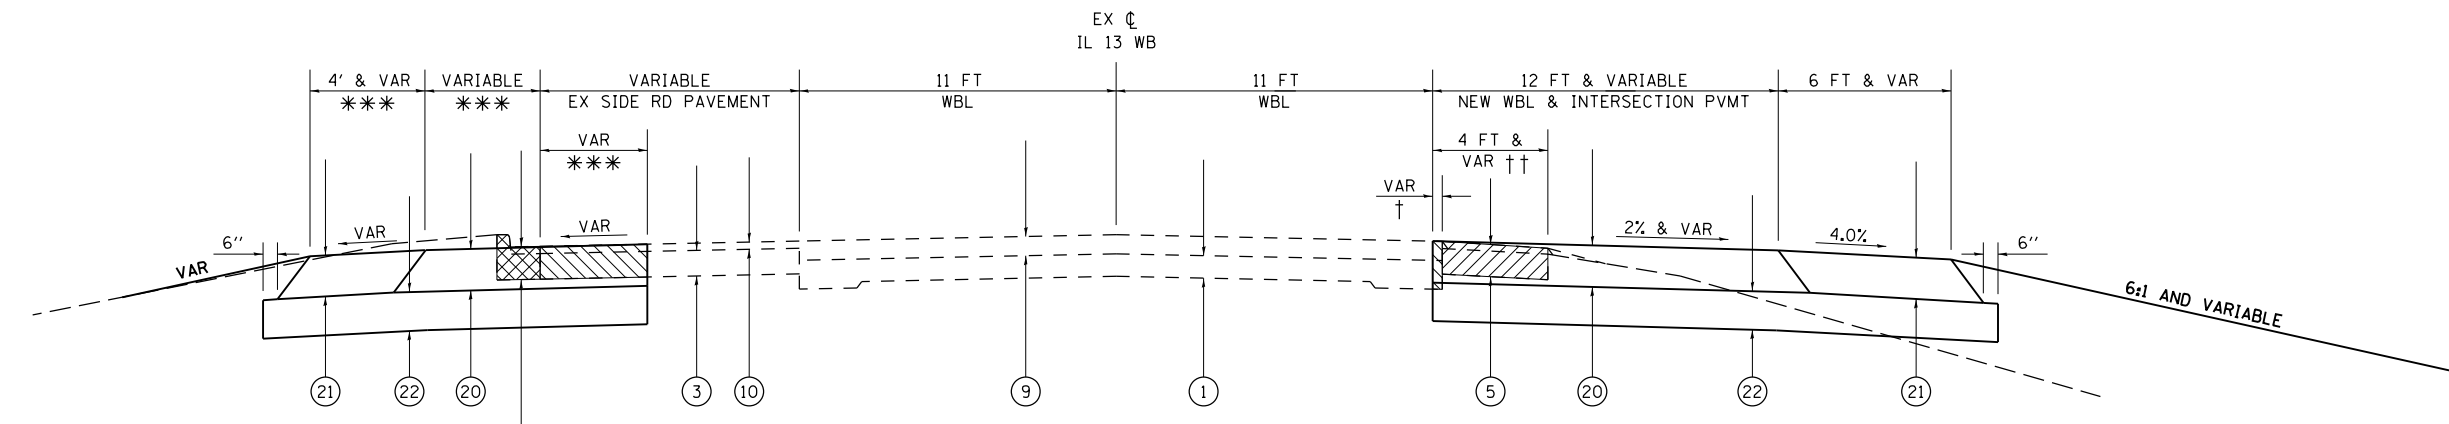 EX ℄
IL 13 WB
4' & VAR
***
VARIABLE
***
VARIABLE
EX SIDE RD PAVEMENT
11 FT
WBL
11 FT
WBL
12 FT & VARIABLE
NEW WBL & INTERSECTION PVMT
6 FT & VAR
VAR
***
4 FT &
VAR ††
VAR
†
6''
VAR
VAR
VAR
2% & VAR
4.0%
6''
6:1 AND VARIABLE
21
22
20
3
10
9
1
5
20
22
21